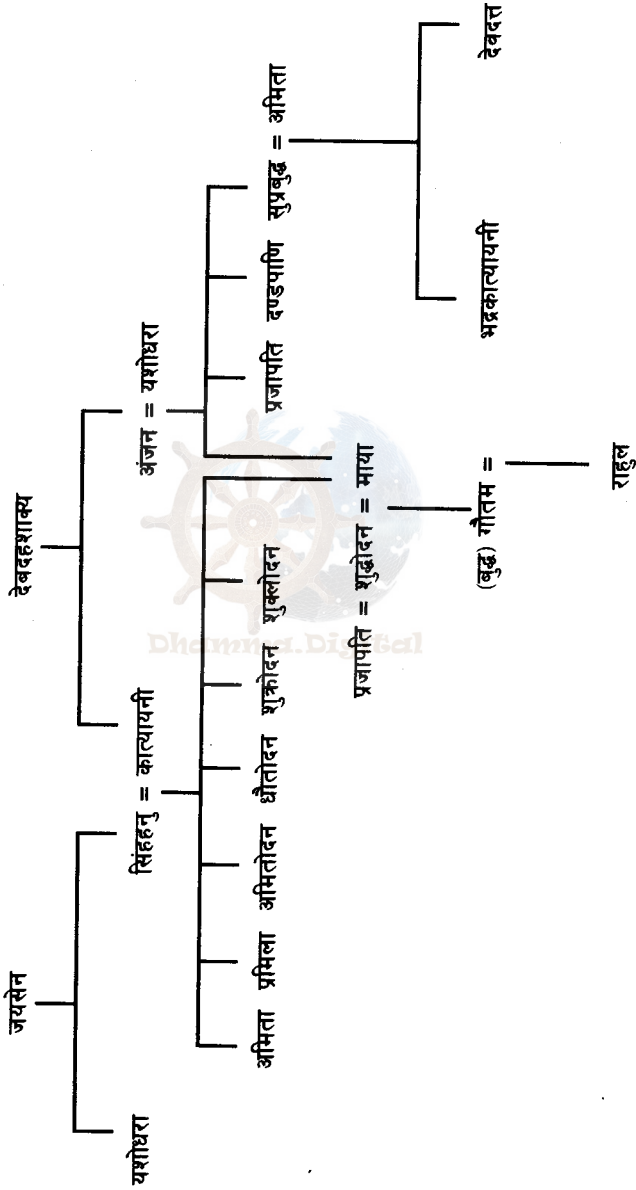 जयसेन देवदहशाक्य
यशोधरा सिंहहनु = कात्यायनी अंजन = यशोधरा
अमिता प्रमिला अमितोदन धौतोदन शुक्रोदन शुक्लोदन प्रजापति दण्डपाणि सुप्रबुद्ध = अमिता
प्रजापति = शुद्धोदन = माया
(बुद्ध) गौतम = भद्रकात्यायनी देवदत्त
राहुल
Dhamma.Digital